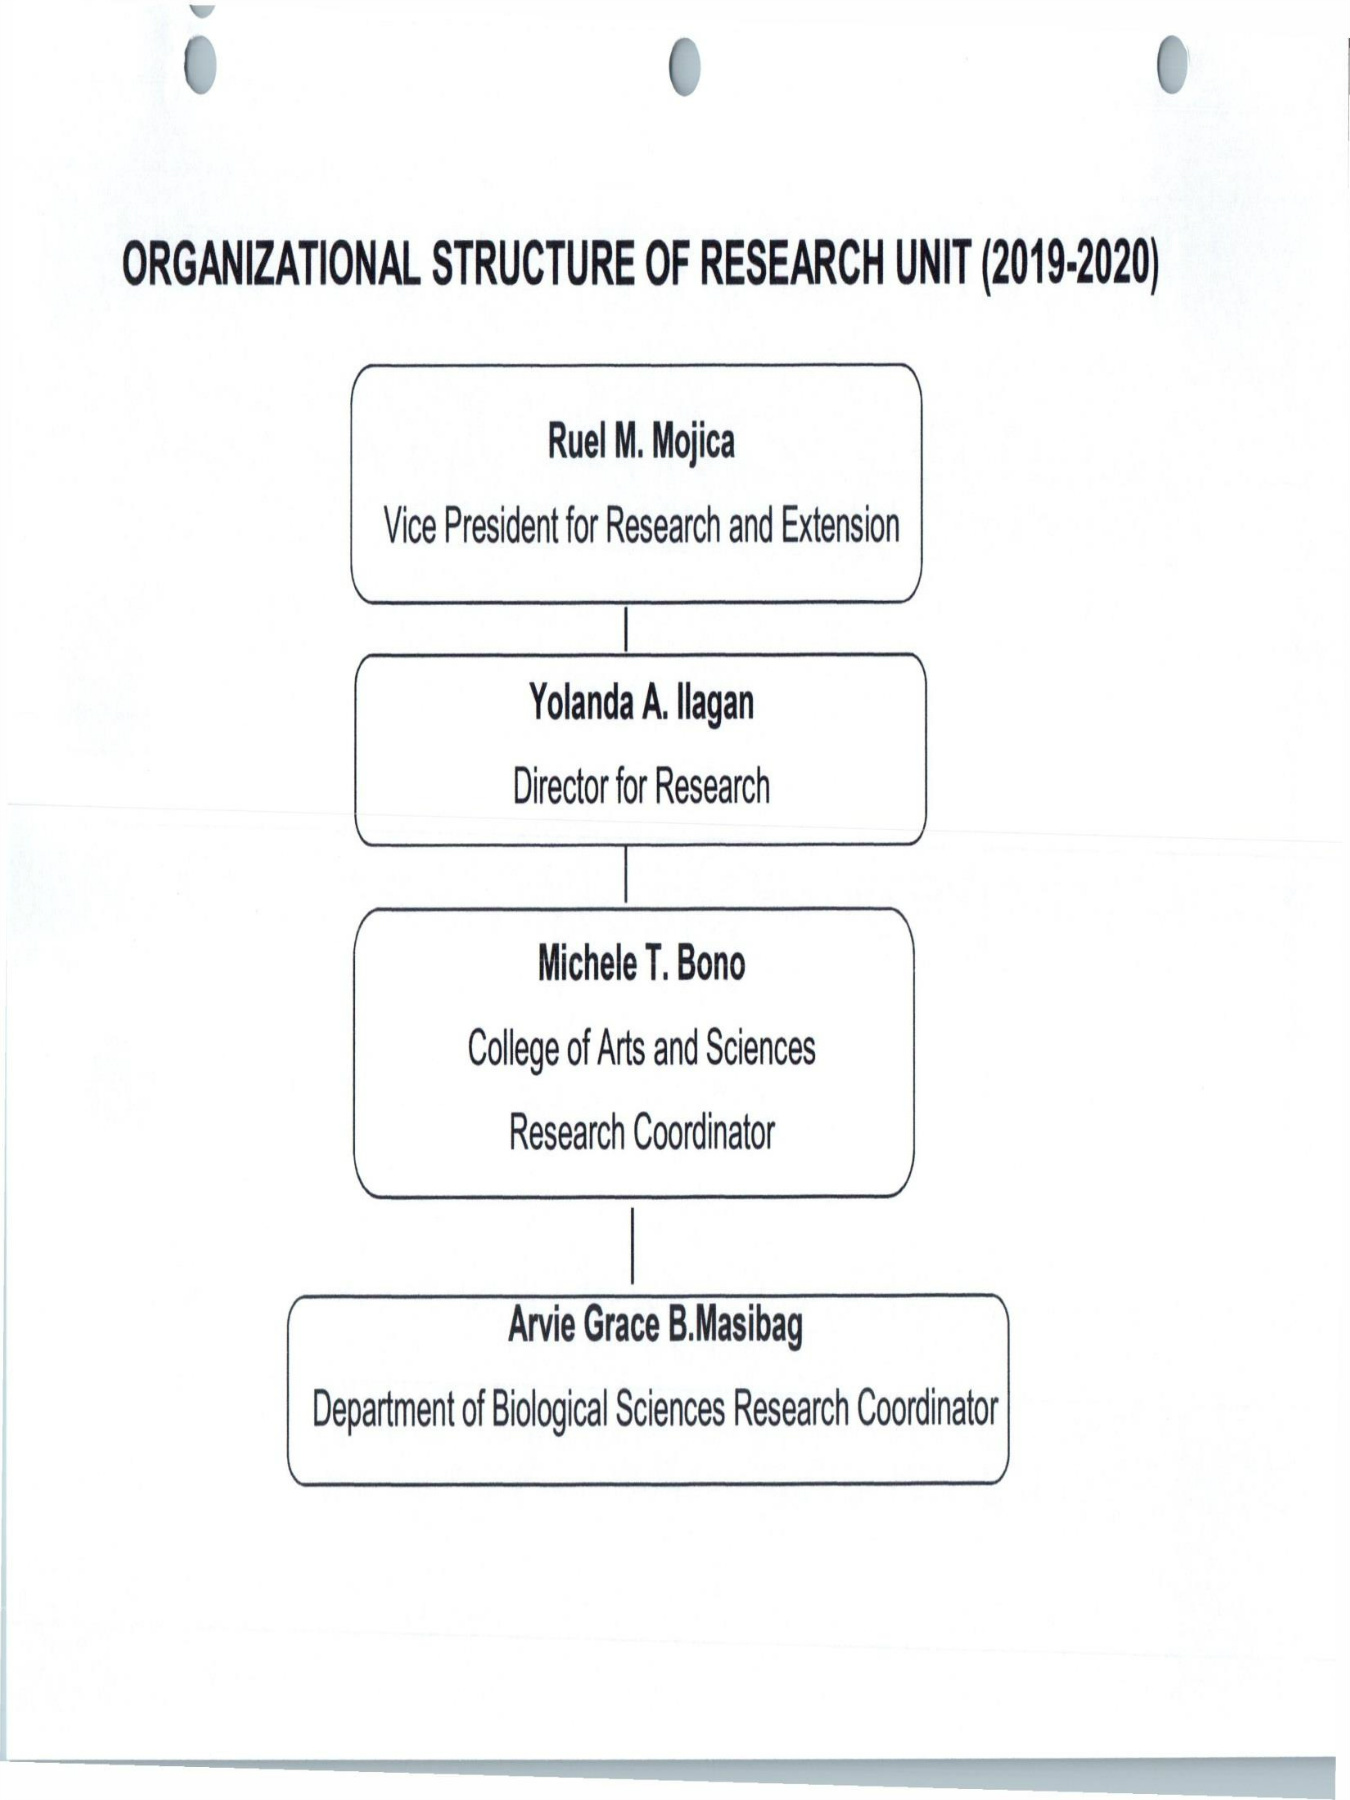 ORGANIZATIONAL STRUCTURE OF RESEARCH UNIT (2019-2020)
Ruel M. Mojica
Vice President for Research and Extension
Yolanda A. Ilagan
Director for Research
Michele T. Bono
College of Arts and Sciences
Research Coordinator
Arvie Grace B.Masibag
Department of Biological Sciences Research Coordinator